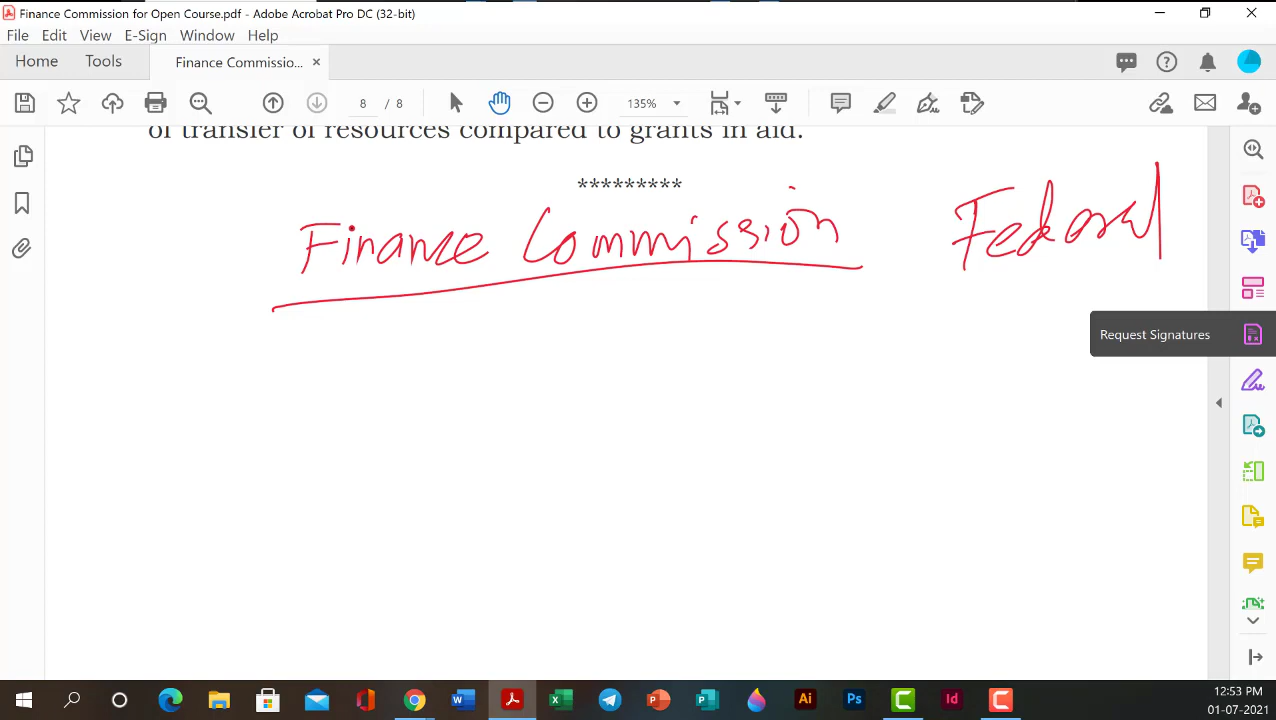 Finance Commission for Open Course.pdf - Adobe Acrobat Pro DC (32-bit)
File Edit View E-Sign Window Help
Home Tools Finance Commissio... ×
8 / 8 135%
of transfer of resources compared to grants in aid.
*********
Finance Commission Federal
Request Signatures
12:53 PM
01-07-2021